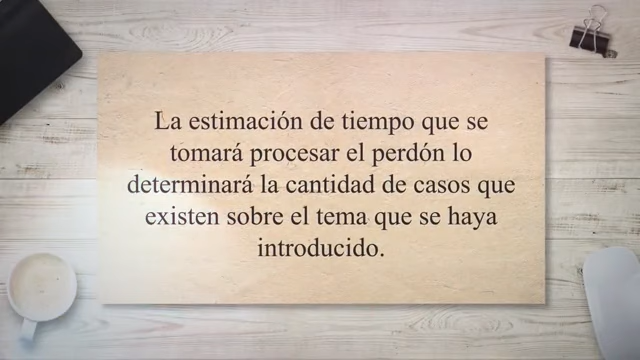 La estimación de tiempo que se
tomará procesar el perdón lo
determinará la cantidad de casos que
existen sobre el tema que se haya
introducido.